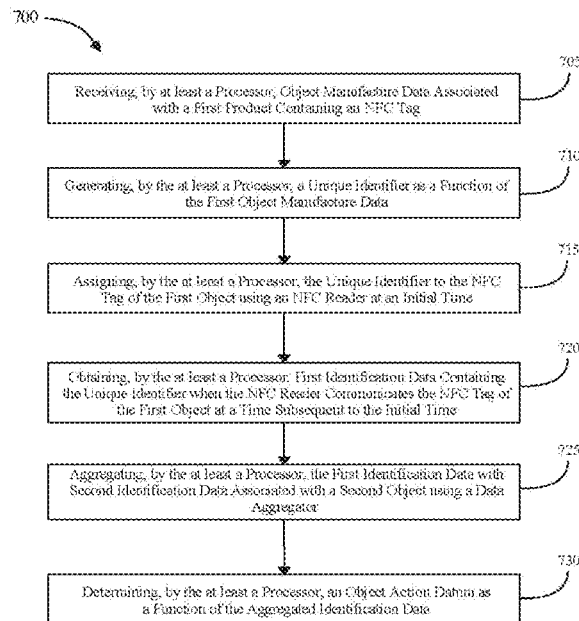 700
705
Receiving, by at least a Processor, Object Manufacture Data Associated
with a First Product Containing an NFC Tag
710
Generating, by the at least a Processor, a Unique Identifier as a Function of
the First Object Manufacture Data
715
Assigning, by the at least a Processor, the Unique Identifier to the NFC
Tag of the First Object using an NFC Reader at an Initial Time
720
Obtaining, by the at least a Processor, First Identification Data Containing
the Unique Identifier when the NFC Reader Communicates the NFC Tag of
the First Object at a Time Subsequent to the Initial Time
725
Aggregating, by the at least a Processor, the First Identification Data with
Second Identification Data Associated with a Second Object using a Data
Aggregator
730
Determining, by the at least a Processor, an Object Action Datum as
a Function of the Aggregated Identification Data